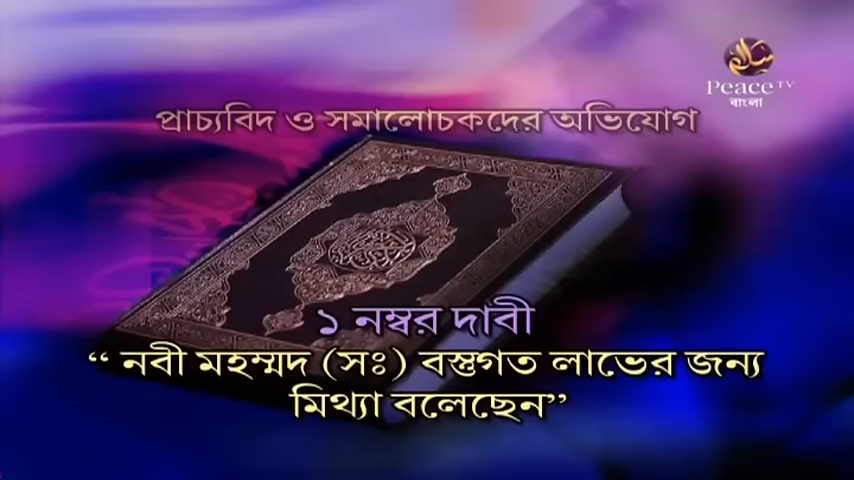 Peace TV
বাংলা
প্রাচ্যবিদ ও সমালোচকদের অভিযোগ
১ নম্বর দাবী
“ নবী মহম্মদ (সঃ) বস্তুগত লাভের জন্য
মিথ্যা বলেছেন”